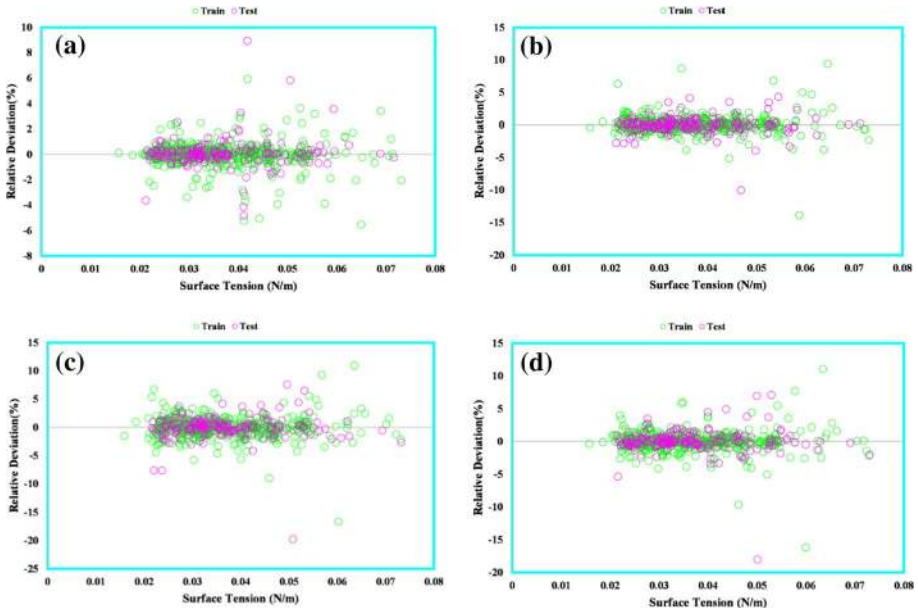 Train Test
(a)
Relative Deviation(%)
10
8
6
4
2
0
-2
-4
-6
-8
0 0.01 0.02 0.03 0.04 0.05 0.06 0.07 0.08
Surface Tension (N/m)
Train Test
(b)
Relative Deviation(%)
15
10
5
0
-5
-10
-15
-20
0 0.01 0.02 0.03 0.04 0.05 0.06 0.07 0.08
Surface Tension (N/m)
Train Test
(c)
Relative Deviation(%)
15
10
5
0
-5
-10
-15
-20
-25
0 0.01 0.02 0.03 0.04 0.05 0.06 0.07 0.08
Surface Tension (N/m)
Train Test
(d)
Relative Deviation(%)
15
10
5
0
-5
-10
-15
-20
0 0.01 0.02 0.03 0.04 0.05 0.06 0.07 0.08
Surface Tension (N/m)